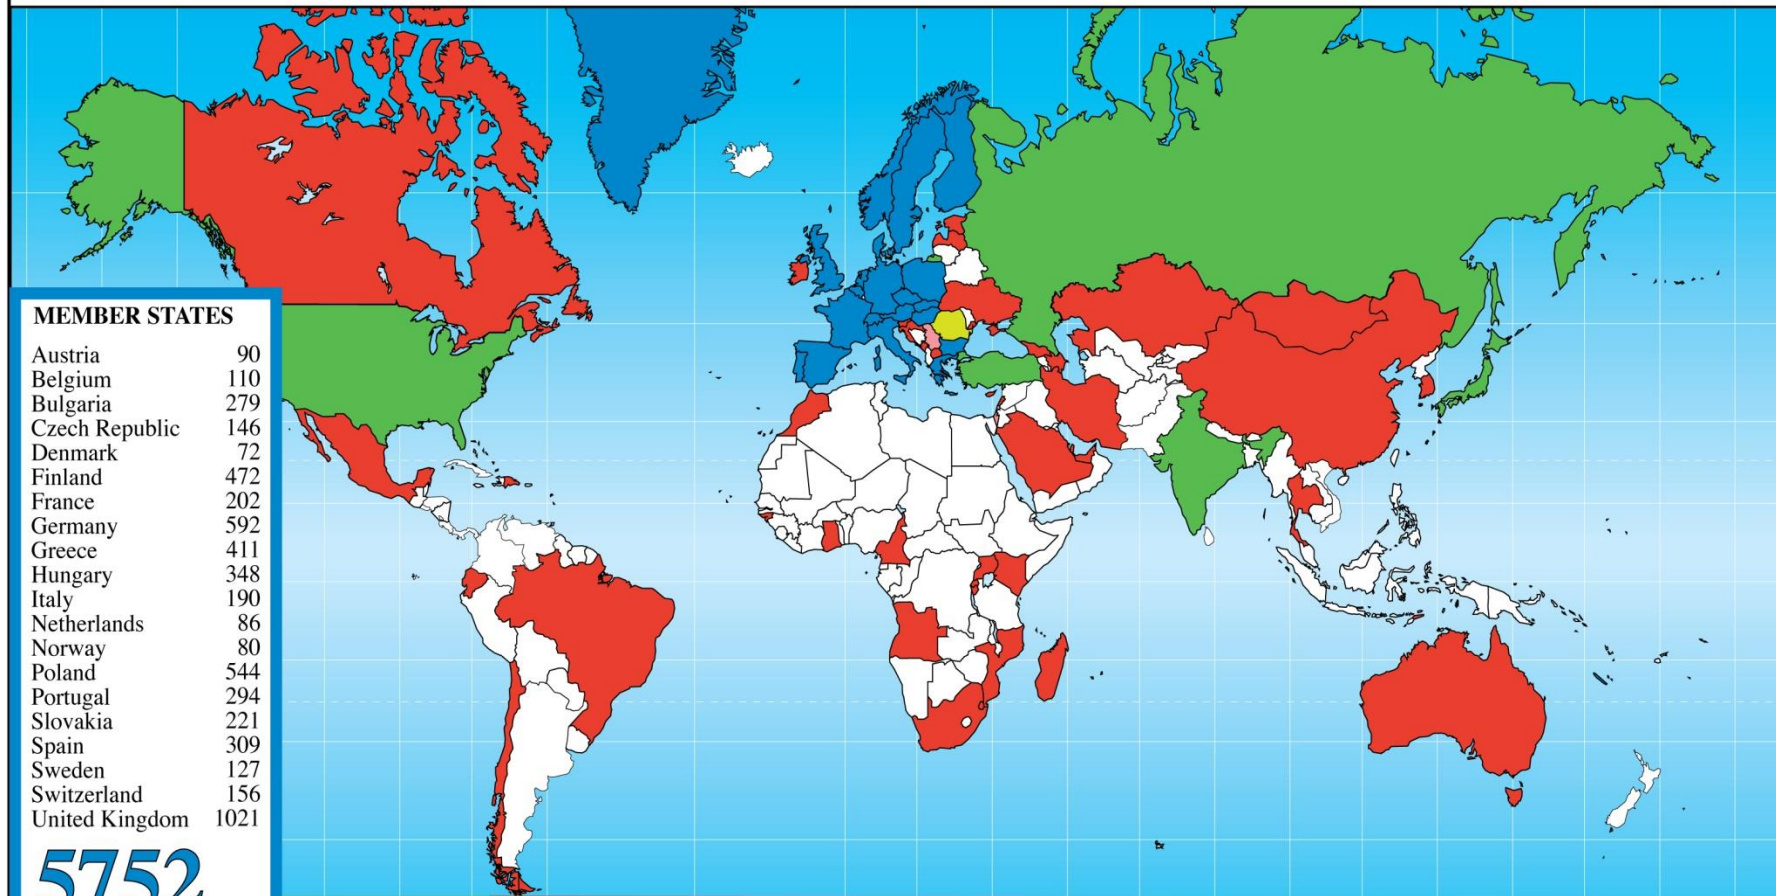 MEMBER STATES
Austria 90
Belgium 110
Bulgaria 279
Czech Republic 146
Denmark 72
Finland 472
France 202
Germany 592
Greece 411
Hungary 348
Italy 190
Netherlands 86
Norway 80
Poland 544
Portugal 294
Slovakia 221
Spain 309
Sweden 127
Switzerland 156
United Kingdom 1021
5752